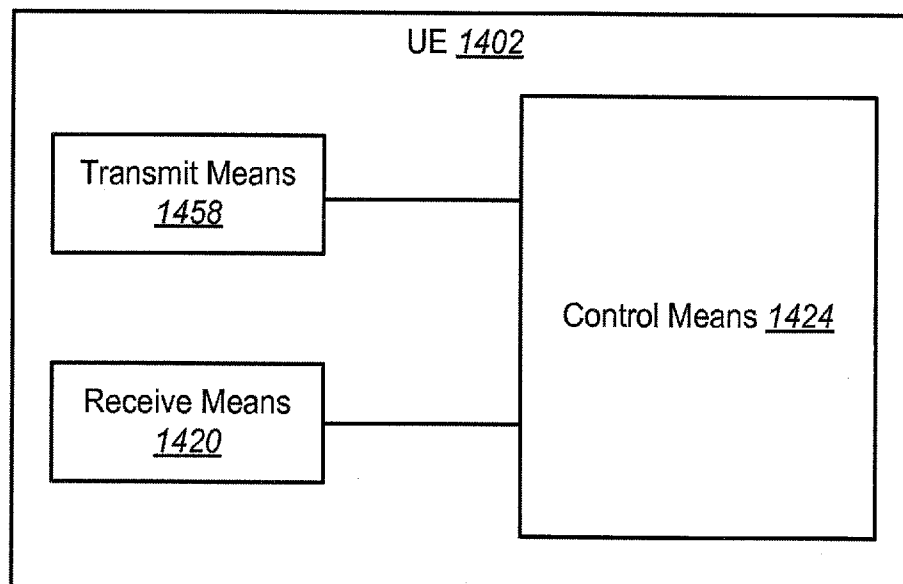 UE 1402
Transmit Means
1458
Control Means 1424
Receive Means
1420